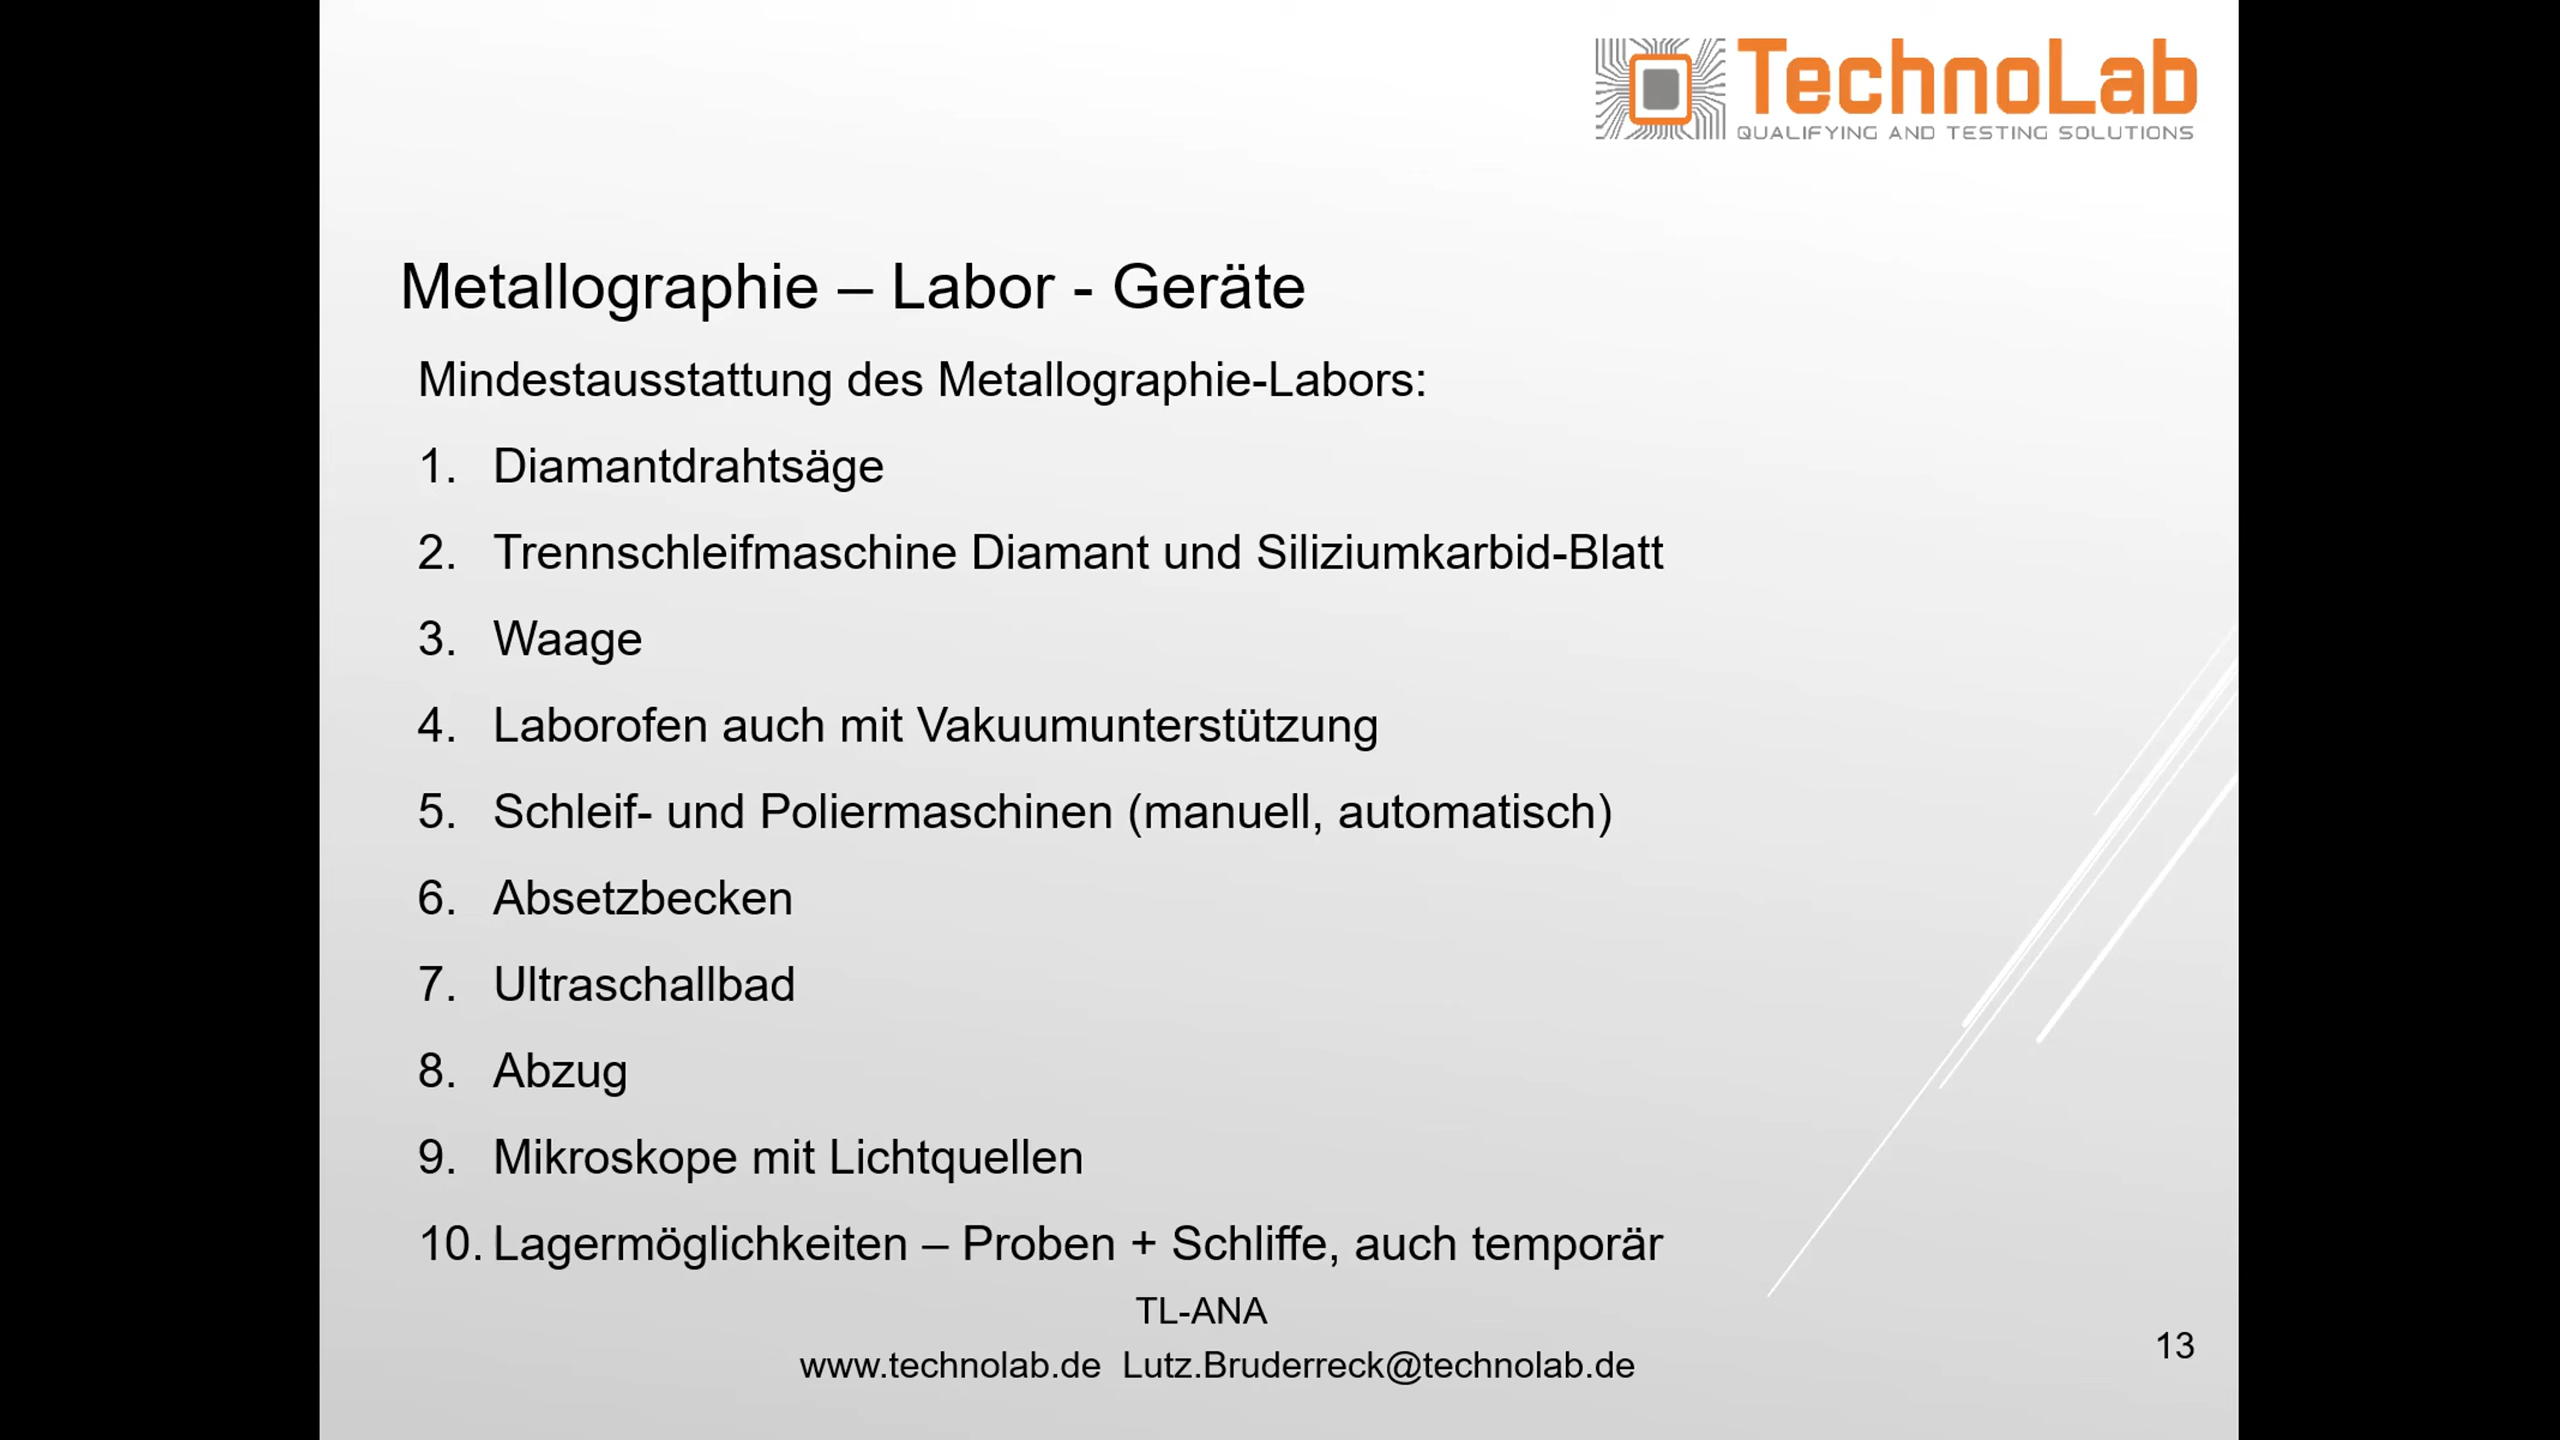 TechnoLab
QUALIFYING AND TESTING SOLUTIONS
Metallographie – Labor - Geräte
Mindestausstattung des Metallographie-Labors:
1. Diamantdrahtsäge
2. Trennschleifmaschine Diamant und Siliziumkarbid-Blatt
3. Waage
4. Laborofen auch mit Vakuumunterstützung
5. Schleif- und Poliermaschinen (manuell, automatisch)
6. Absetzbecken
7. Ultraschallbad
8. Abzug
9. Mikroskope mit Lichtquellen
10. Lagermöglichkeiten – Proben + Schliffe, auch temporär
TL-ANA
www.technolab.de Lutz.Bruderreck@technolab.de
13